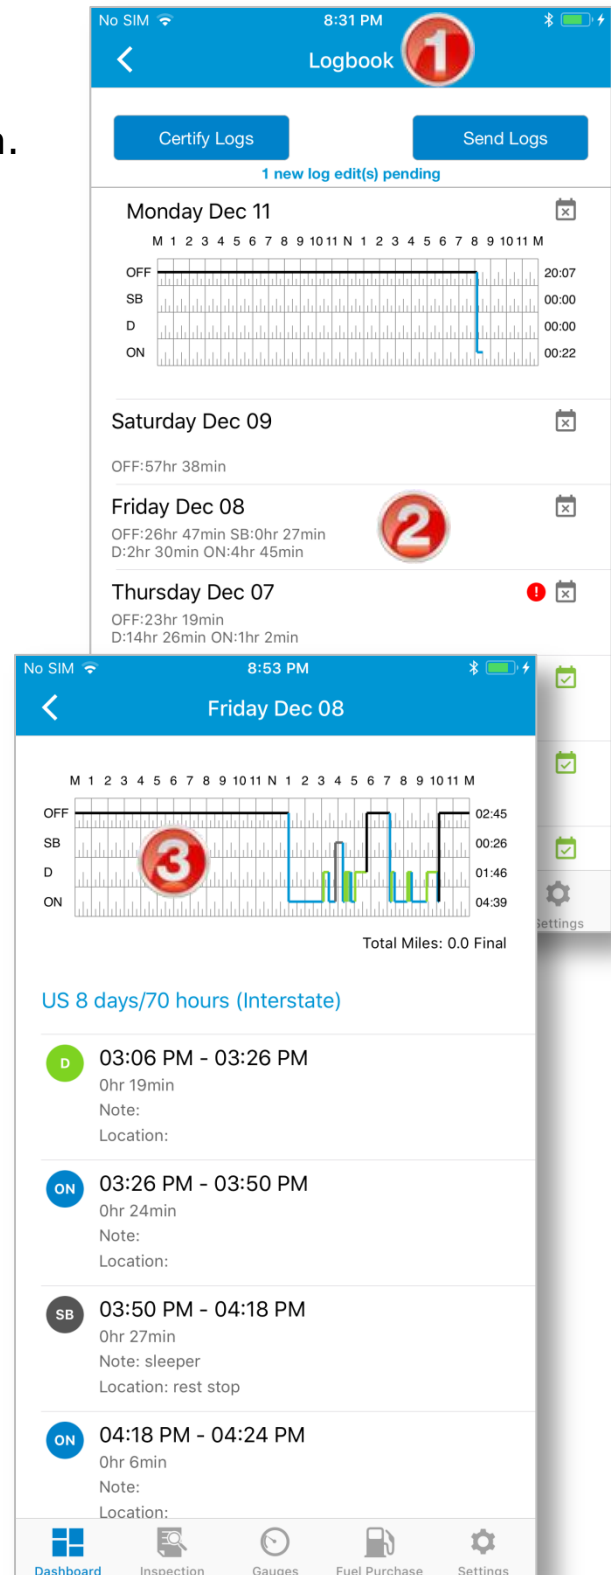 n.
No SIM 8:31 PM
Logbook 1
Certify Logs Send Logs
1 new log edit(s) pending
Monday Dec 11
M 1 2 3 4 5 6 7 8 9 10 11 N 1 2 3 4 5 6 7 8 9 10 11 M
OFF 20:07
SB 00:00
D 00:00
ON 00:22
Saturday Dec 09
OFF:57hr 38min
Friday Dec 08
OFF:26hr 47min SB:0hr 27min
D:2hr 30min ON:4hr 45min
2
Thursday Dec 07
OFF:23hr 19min
D:14hr 26min ON:1hr 2min
No SIM 8:53 PM
Friday Dec 08
M 1 2 3 4 5 6 7 8 9 10 11 N 1 2 3 4 5 6 7 8 9 10 11 M
OFF 02:45
SB 00:26
3
D 01:46
ON 04:39
Total Miles: 0.0 Final
US 8 days/70 hours (Interstate)
D 03:06 PM - 03:26 PM
0hr 19min
Note:
Location:
ON 03:26 PM - 03:50 PM
0hr 24min
Note:
Location:
SB 03:50 PM - 04:18 PM
0hr 27min
Note: sleeper
Location: rest stop
ON 04:18 PM - 04:24 PM
0hr 6min
Note:
Location:
Dashboard Inspection Gauges Fuel Purchase Settings
ettings